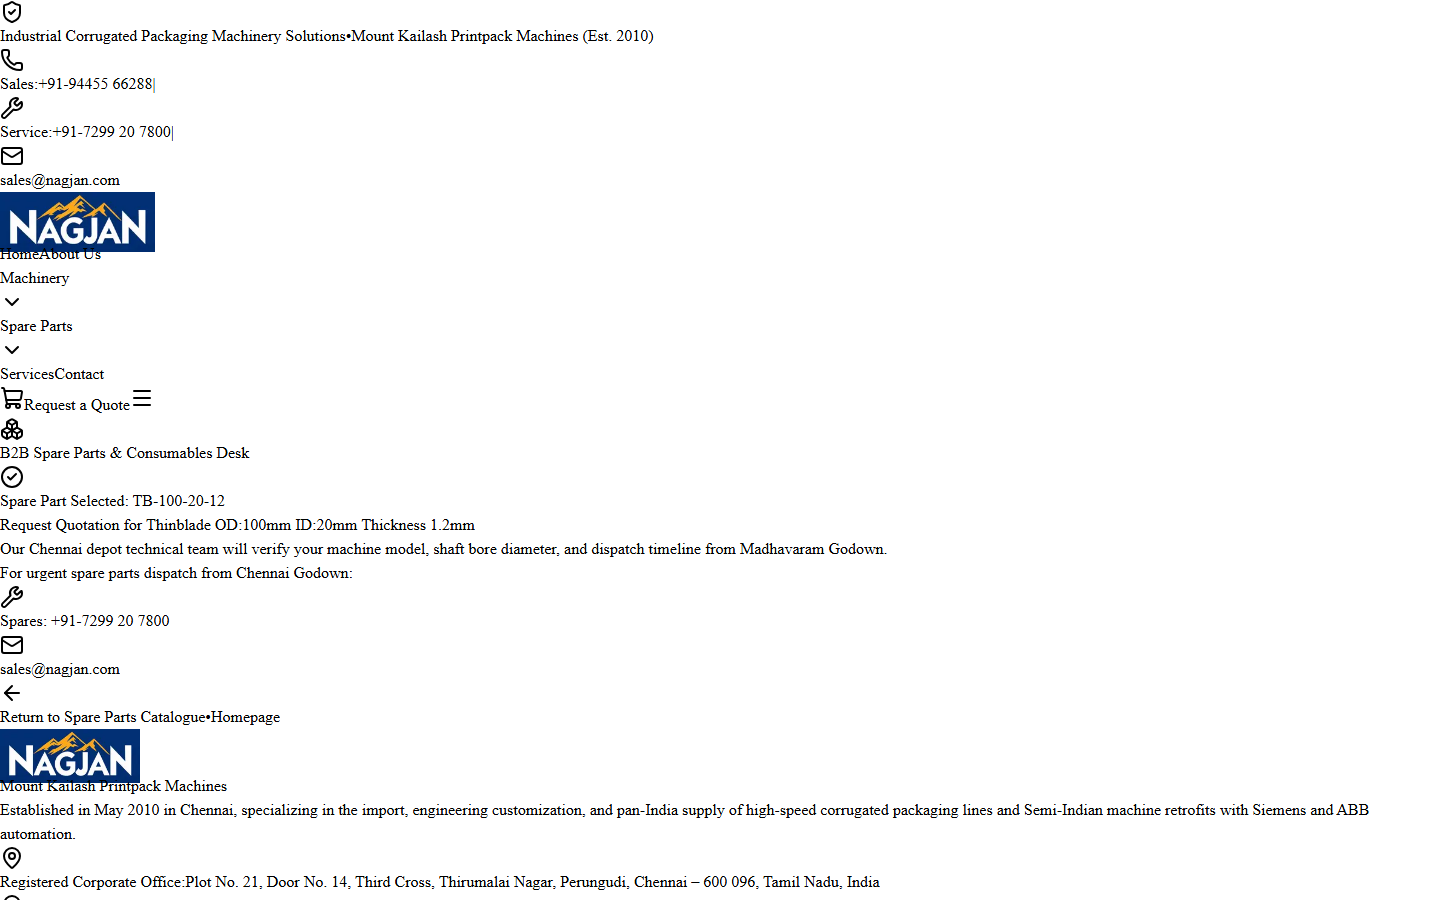 Industrial Corrugated Packaging Machinery Solutions•Mount Kailash Printpack Machines (Est. 2010)
Sales:+91-94455 66288|
Service:+91-7299 20 7800|
sales@nagjan.com
NAGJAN
HomeAbout Us
Machinery
Spare Parts
ServicesContact
Request a Quote
B2B Spare Parts & Consumables Desk
Spare Part Selected: TB-100-20-12
Request Quotation for Thinblade OD:100mm ID:20mm Thickness 1.2mm
Our Chennai depot technical team will verify your machine model, shaft bore diameter, and dispatch timeline from Madhavaram Godown.
For urgent spare parts dispatch from Chennai Godown:
Spares: +91-7299 20 7800
sales@nagjan.com
Return to Spare Parts Catalogue•Homepage
NAGJAN
Mount Kailash Printpack Machines
Established in May 2010 in Chennai, specializing in the import, engineering customization, and pan-India supply of high-speed corrugated packaging lines and Semi-Indian machine retrofits with Siemens and ABB
automation.
Registered Corporate Office:Plot No. 21, Door No. 14, Third Cross, Thirumalai Nagar, Perungudi, Chennai – 600 096, Tamil Nadu, India